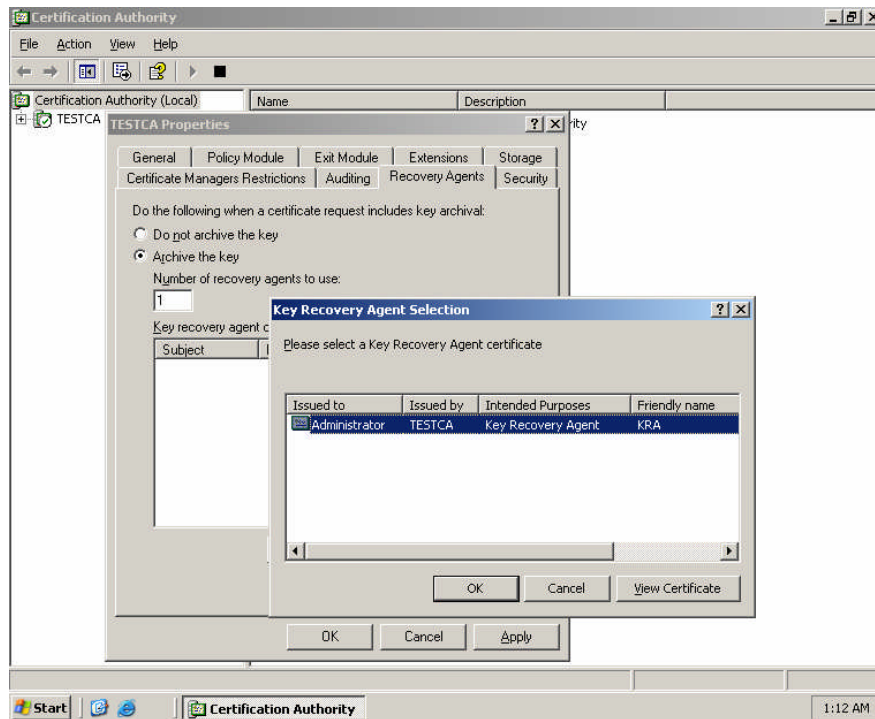 Certification Authority
File Action View Help
Certification Authority (Local) Name Description
TESTCA
TESTCA Properties
General Policy Module Exit Module Extensions Storage
Certificate Managers Restrictions Auditing Recovery Agents Security
Do the following when a certificate request includes key archival:
Do not archive the key
Archive the key
Number of recovery agents to use:
1
Key recovery agent
Subject
Key Recovery Agent Selection
Please select a Key Recovery Agent certificate
Issued to Issued by Intended Purposes Friendly name
Administrator TESTCA Key Recovery Agent KRA
OK Cancel View Certificate
OK Cancel Apply
Start Certification Authority 1:12 AM